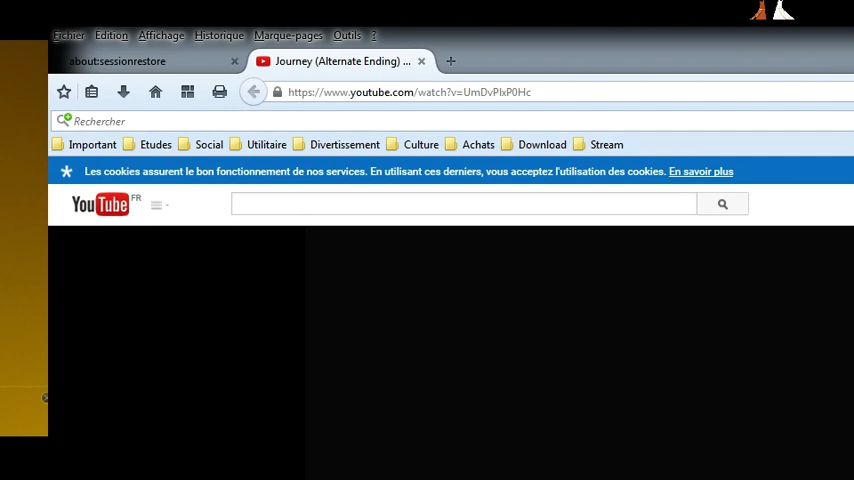 Fichier Edition Affichage Historique Marque-pages Outils ?
about:sessionrestore Journey (Alternate Ending) ...
https://www.youtube.com/watch?v=UmDvPlxP0Hc
Rechercher
Important Etudes Social Utilitaire Divertissement Culture Achats Download Stream
Les cookies assurent le bon fonctionnement de nos services. En utilisant ces derniers, vous acceptez l'utilisation des cookies. En savoir plus
YouTube FR